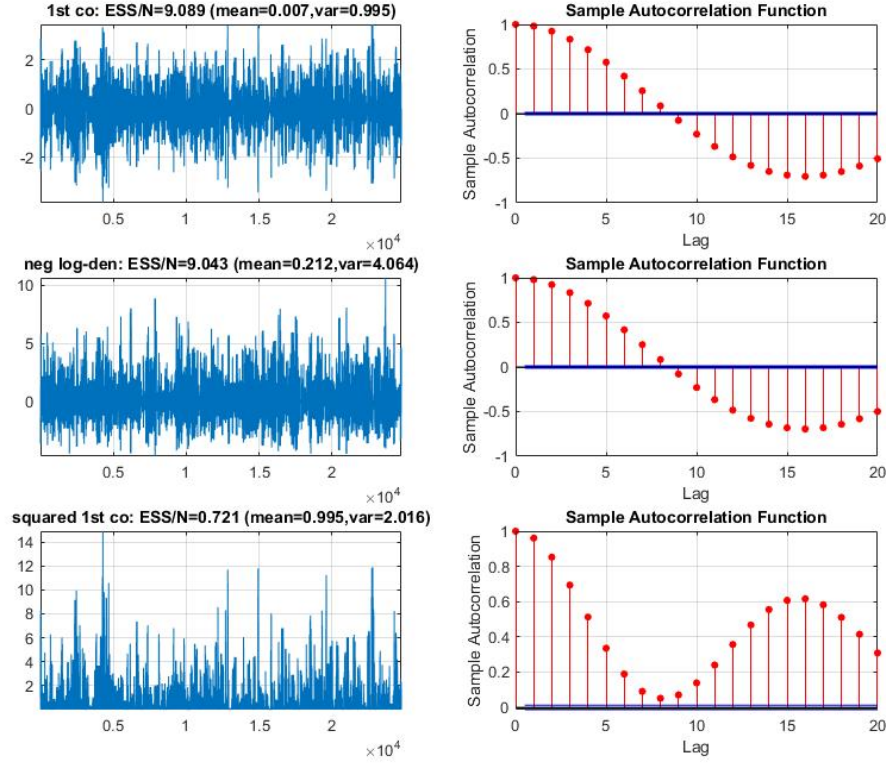 1st co: ESS/N=9.089 (mean=0.007,var=0.995)
2
0
-2
0.5 1 1.5 2
×10^4
Sample Autocorrelation Function
1
0.5
0
-0.5
-1
Sample Autocorrelation
0 5 10 15 20
Lag
neg log-den: ESS/N=9.043 (mean=0.212,var=4.064)
10
5
0
0.5 1 1.5 2
×10^4
Sample Autocorrelation Function
1
0.5
0
-0.5
-1
Sample Autocorrelation
0 5 10 15 20
Lag
squared 1st co: ESS/N=0.721 (mean=0.995,var=2.016)
14
12
10
8
6
4
2
0.5 1 1.5 2
×10^4
Sample Autocorrelation Function
1
0.8
0.6
0.4
0.2
0
Sample Autocorrelation
0 5 10 15 20
Lag